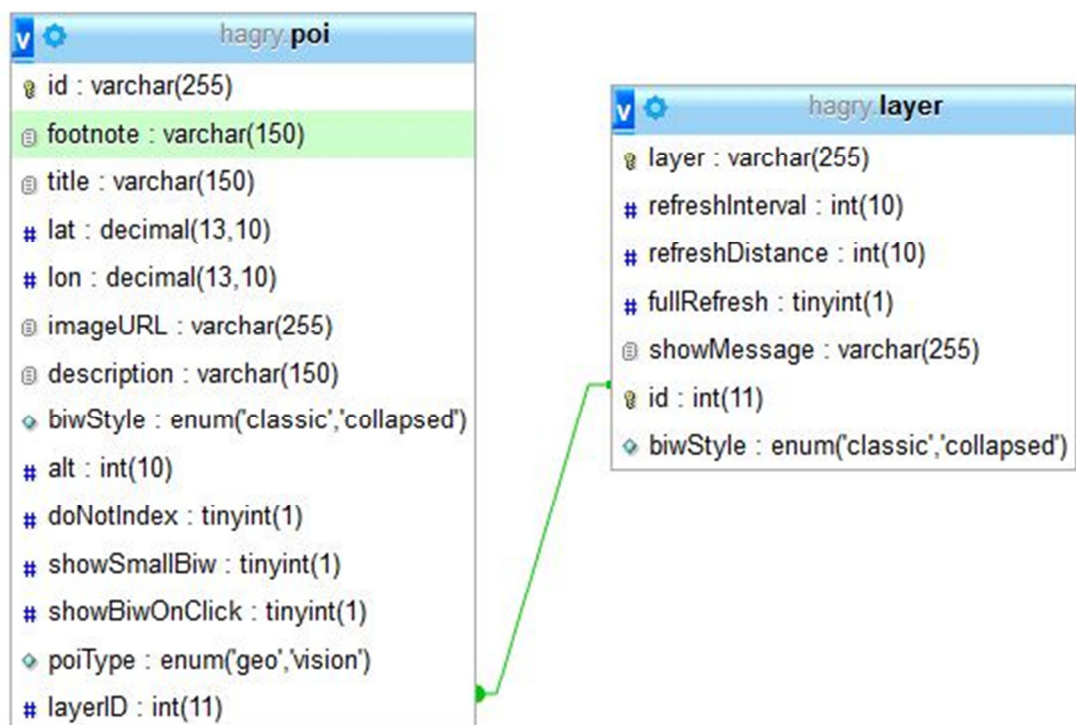 v hagry.poi
id : varchar(255)
footnote : varchar(150)
title : varchar(150)
# lat : decimal(13,10)
# lon : decimal(13,10)
imageURL : varchar(255)
description : varchar(150)
biwStyle : enum('classic','collapsed')
# alt : int(10)
# doNotIndex : tinyint(1)
# showSmallBiw : tinyint(1)
# showBiwOnClick : tinyint(1)
poiType : enum('geo','vision')
# layerID : int(11)
v hagry.layer
layer : varchar(255)
# refreshInterval : int(10)
# refreshDistance : int(10)
# fullRefresh : tinyint(1)
showMessage : varchar(255)
id : int(11)
biwStyle : enum('classic','collapsed')